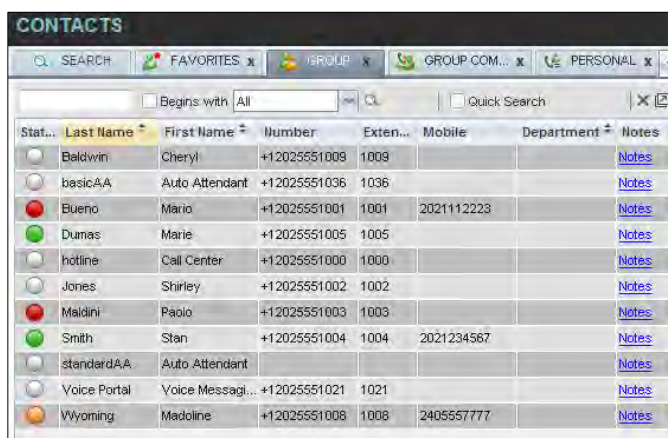 CONTACTS
SEARCH FAVORITES x GROUP x GROUP COM... x PERSONAL x
Begins with All Quick Search X
Stat... Last Name First Name Number Exten... Mobile Department Notes
Baldwin Cheryl +12025551009 1009 Notes
basicAA Auto Attendant +12025551036 1036 Notes
Bueno Mario +12025551001 1001 2021112223 Notes
Dumas Marie +12025551005 1005 Notes
hotline Call Center +12025551000 1000 Notes
Jones Shirley +12025551002 1002 Notes
Maldini Paolo +12025551003 1003 Notes
Smith Stan +12025551004 1004 2021234567 Notes
standardAA Auto Attendant Notes
Voice Portal Voice Messagi... +12025551021 1021 Notes
Wyoming Madoline +12025551008 1008 2405557777 Notes